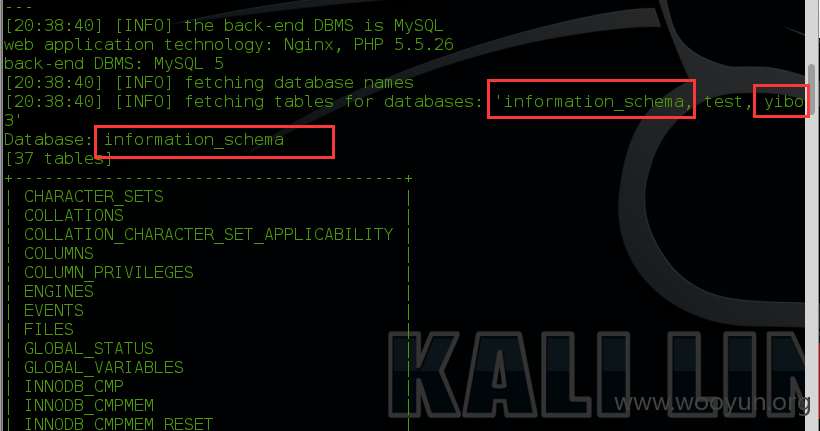 ---
[20:38:40] [INFO] the back-end DBMS is MySQL
web application technology: Nginx, PHP 5.5.26
back-end DBMS: MySQL 5
[20:38:40] [INFO] fetching database names
[20:38:40] [INFO] fetching tables for databases: 'information_schema, test, yibo
3'
Database: information_schema
[37 tables]
+---------------------------------------+
| CHARACTER_SETS |
| COLLATIONS |
| COLLATION_CHARACTER_SET_APPLICABILITY |
| COLUMNS |
| COLUMN_PRIVILEGES |
| ENGINES |
| EVENTS |
| FILES |
| GLOBAL_STATUS |
| GLOBAL_VARIABLES |
| INNODB_CMP |
| INNODB_CMPMEM |
| INNODB_CMPMEM_RESET |
KALI LIN
www.wooyun.org